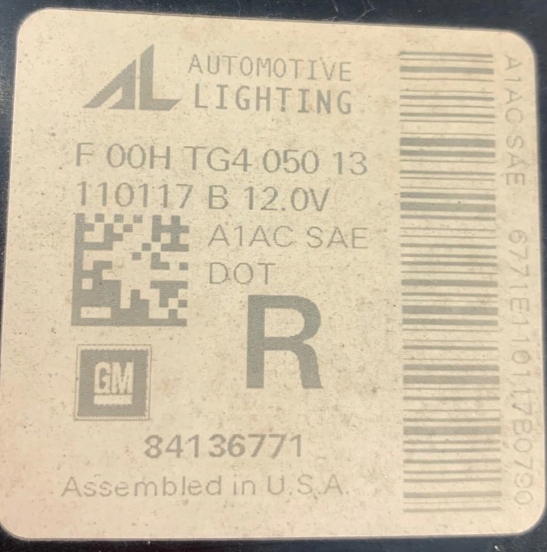 AL AUTOMOTIVE
LIGHTING
F 00H TG4 050 13
110117 B 12.0V
A1AC SAE
DOT
R
GM
84136771
Assembled in U.S.A.
A1AC SAE 6771E110117B0790